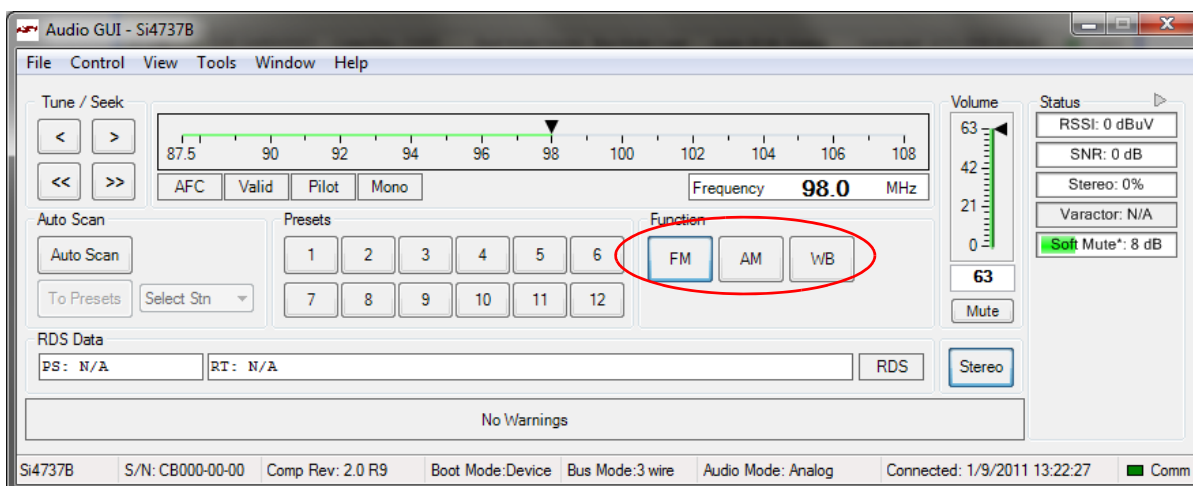 Audio GUI - Si4737B
File Control View Tools Window Help
Tune / Seek
< >
<< >>
87.5 90 92 94 96 98 100 102 104 106 108
AFC Valid Pilot Mono
Frequency 98.0 MHz
Auto Scan
Auto Scan
To Presets Select Stn
Presets
1 2 3 4 5 6
7 8 9 10 11 12
Function
FM AM WB
Volume
63
42
21
0
63
Mute
Status
RSSI: 0 dBuV
SNR: 0 dB
Stereo: 0%
Varactor: N/A
Soft Mute*: 8 dB
RDS Data
PS: N/A RT: N/A RDS
Stereo
No Warnings
Si4737B S/N: CB000-00-00 Comp Rev: 2.0 R9 Boot Mode:Device Bus Mode:3 wire Audio Mode: Analog Connected: 1/9/2011 13:22:27 Comm